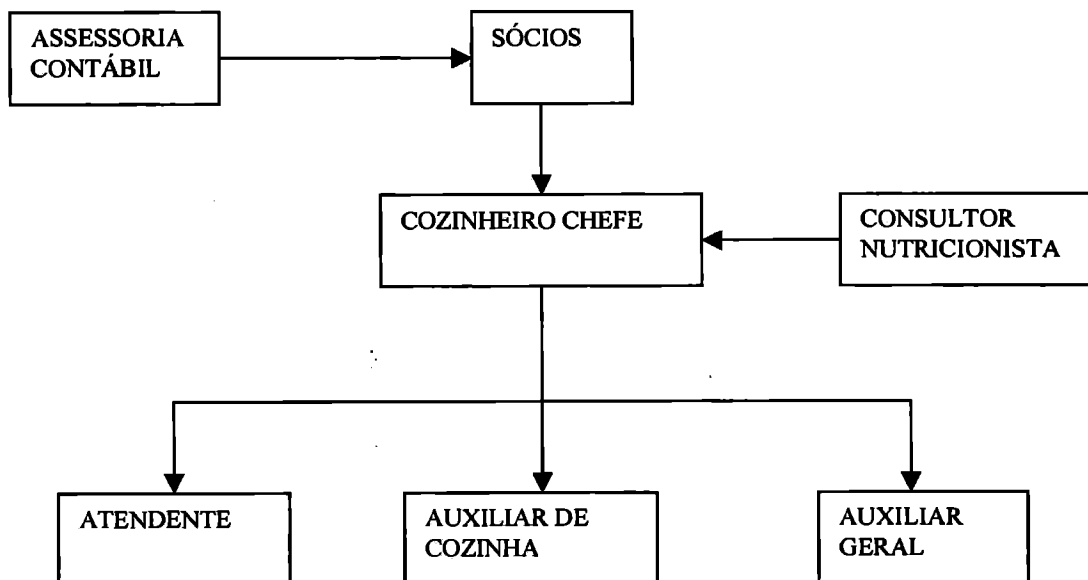 ASSESSORIA
CONTÁBIL
SÓCIOS
COZINHEIRO CHEFE
CONSULTOR
NUTRICIONISTA
ATENDENTE
AUXILIAR DE
COZINHA
AUXILIAR
GERAL